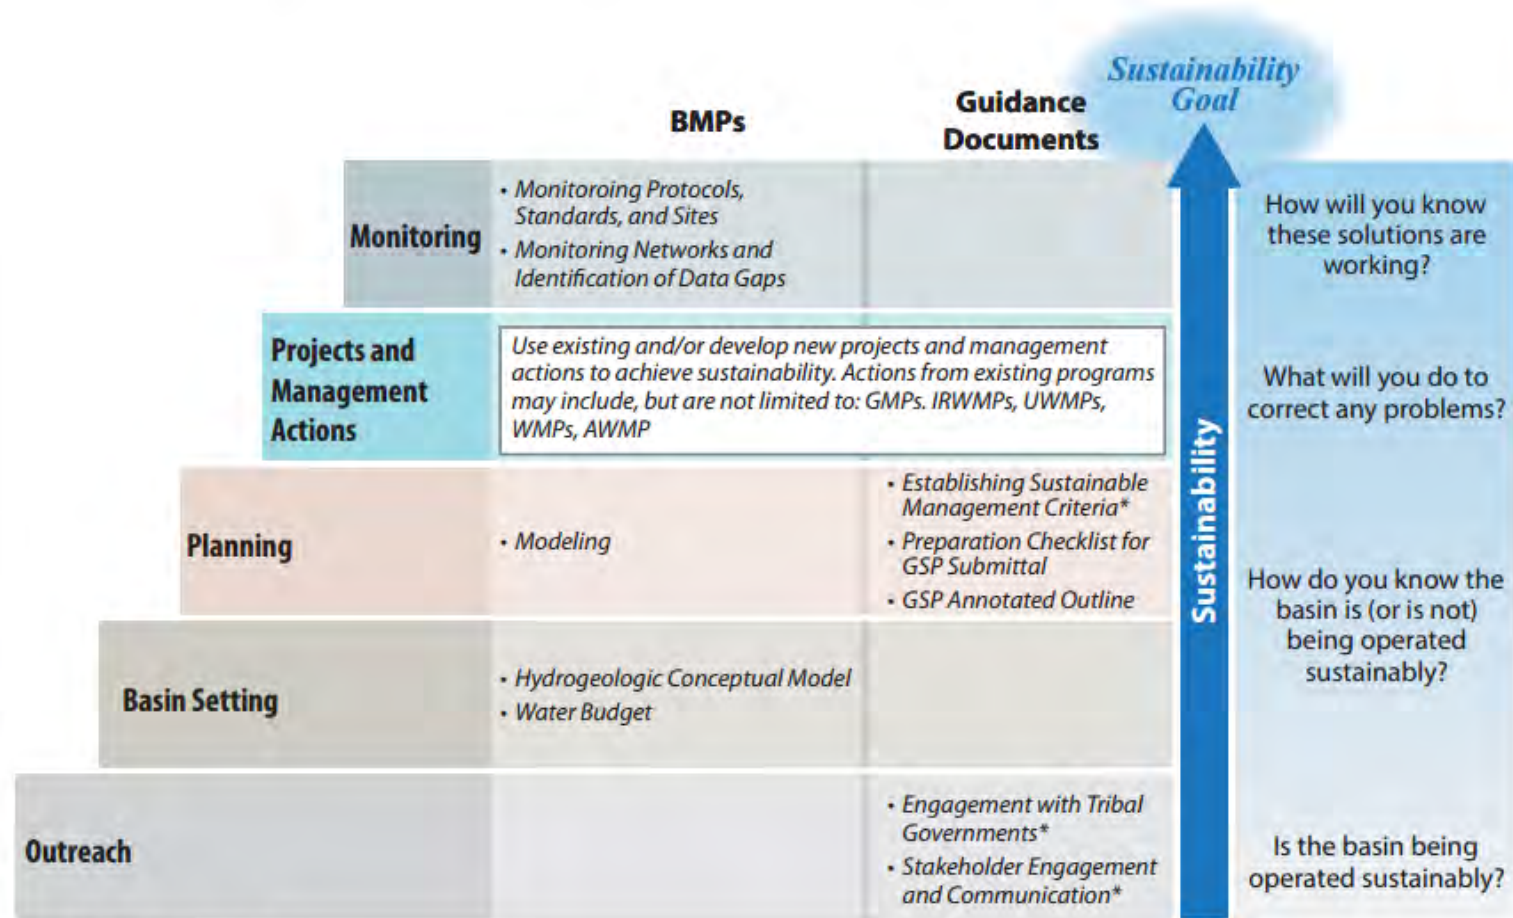 Sustainability
Goal
BMPs
Guidance
Documents
Monitoring
• Monitoroing Protocols,
Standards, and Sites
• Monitoring Networks and
Identification of Data Gaps
How will you know
these solutions are
working?
Projects and
Management
Actions
Use existing and/or develop new projects and management
actions to achieve sustainability. Actions from existing programs
may include, but are not limited to: GMPs. IRWMPs, UWMPs,
WMPs, AWMP
What will you do to
correct any problems?
Planning
• Modeling
• Establishing Sustainable
Management Criteria*
• Preparation Checklist for
GSP Submittal
• GSP Annotated Outline
Sustainability
How do you know the
basin is (or is not)
being operated
sustainably?
Basin Setting
• Hydrogeologic Conceptual Model
• Water Budget
Outreach
• Engagement with Tribal
Governments*
• Stakeholder Engagement
and Communication*
Is the basin being
operated sustainably?